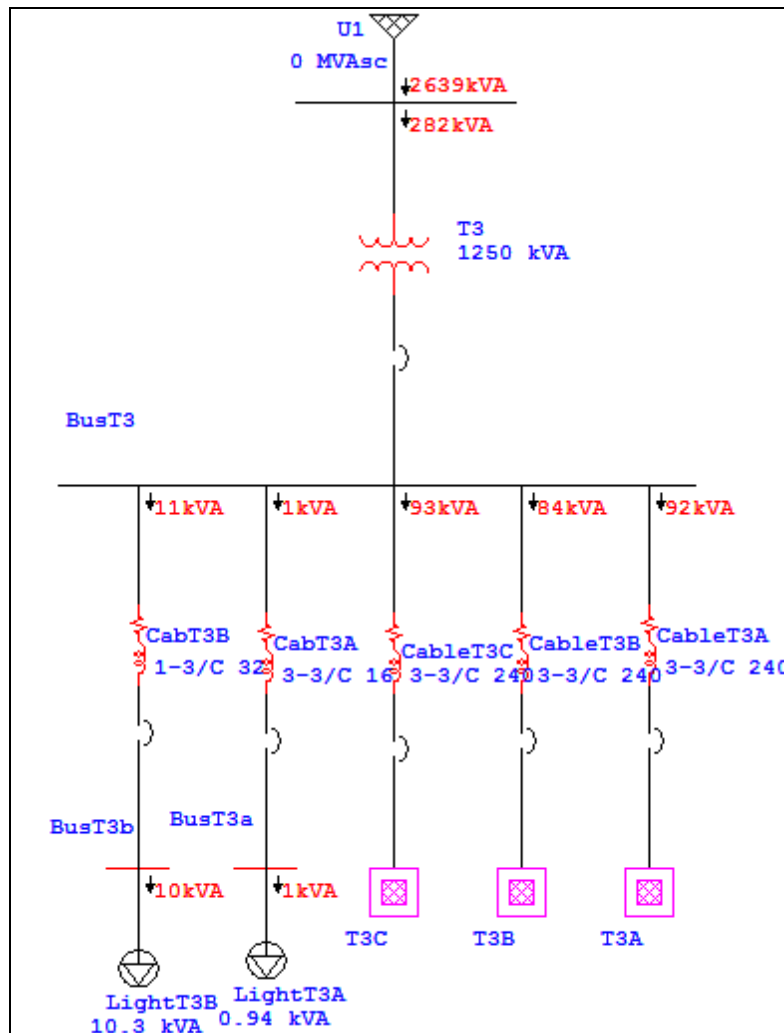 U1
0 MVAsc
2639kVA
282kVA
T3
1250 kVA
BusT3
11kVA
1kVA
93kVA
84kVA
92kVA
CabT3B
1-3/C 32
CabT3A
3-3/C 16
CableT3C
3-3/C 240
CableT3B
3-3/C 240
CableT3A
3-3/C 240
BusT3b
BusT3a
10kVA
1kVA
T3C
T3B
T3A
LightT3B
10.3 kVA
LightT3A
0.94 kVA